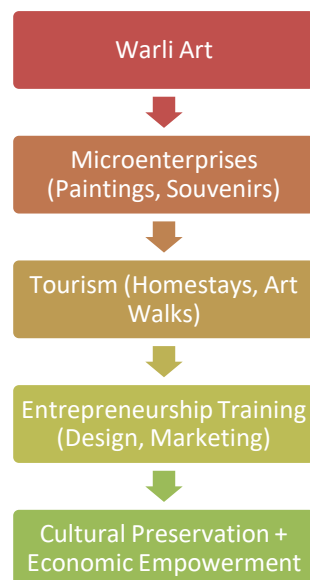 Warli Art
Microenterprises
(Paintings, Souvenirs)
Tourism (Homestays, Art
Walks)
Entrepreneurship Training
(Design, Marketing)
Cultural Preservation +
Economic Empowerment